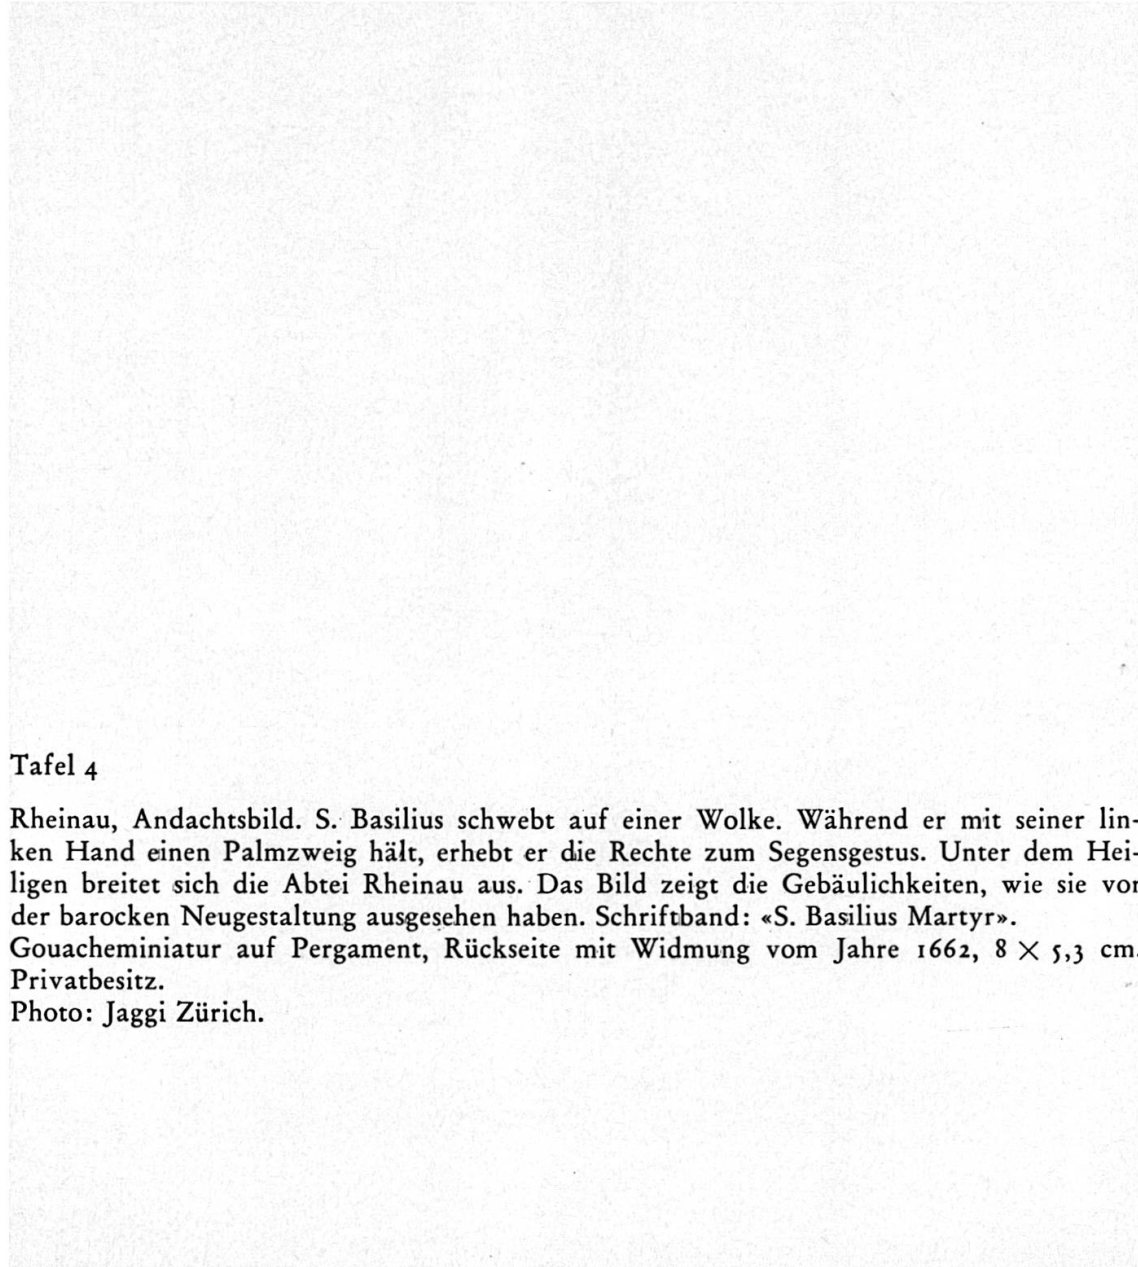 Tafel 4
Rheinau, Andachtsbild. S. Basilius schwebt auf einer Wolke. Während er mit seiner lin-
ken Hand einen Palmzweig hält, erhebt er die Rechte zum Segensgestus. Unter dem Hei-
ligen breitet sich die Abtei Rheinau aus. Das Bild zeigt die Gebäulichkeiten, wie sie vor
der barocken Neugestaltung ausgesehen haben. Schriftband: «S. Basilius Martyr».
Gouacheminiatur auf Pergament, Rückseite mit Widmung vom Jahre 1662, 8 × 5,3 cm.
Privatbesitz.
Photo: Jaggi Zürich.